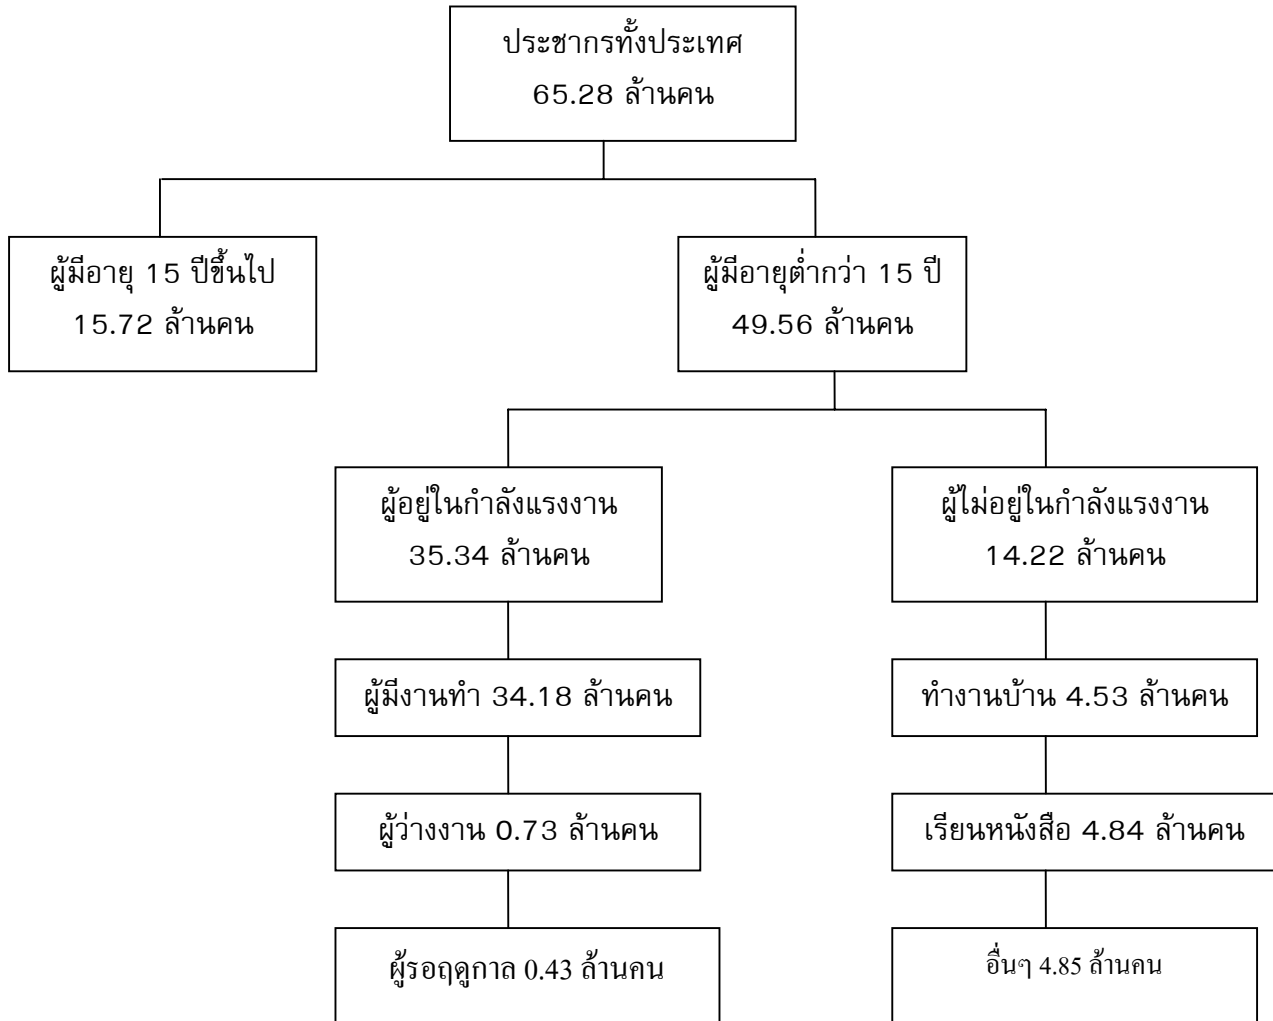 ประชากรทั้งประเทศ
65.28 ล้านคน
ผู้มีอายุ 15 ปีขึ้นไป
15.72 ล้านคน
ผู้มีอายุต่ำกว่า 15 ปี
49.56 ล้านคน
ผู้อยู่ในกำลังแรงงาน
35.34 ล้านคน
ผู้ไม่อยู่ในกำลังแรงงาน
14.22 ล้านคน
ผู้มีงานทำ 34.18 ล้านคน
ทำงานบ้าน 4.53 ล้านคน
ผู้ว่างงาน 0.73 ล้านคน
เรียนหนังสือ 4.84 ล้านคน
ผู้รอฤดูกาล 0.43 ล้านคน
อื่นๆ 4.85 ล้านคน